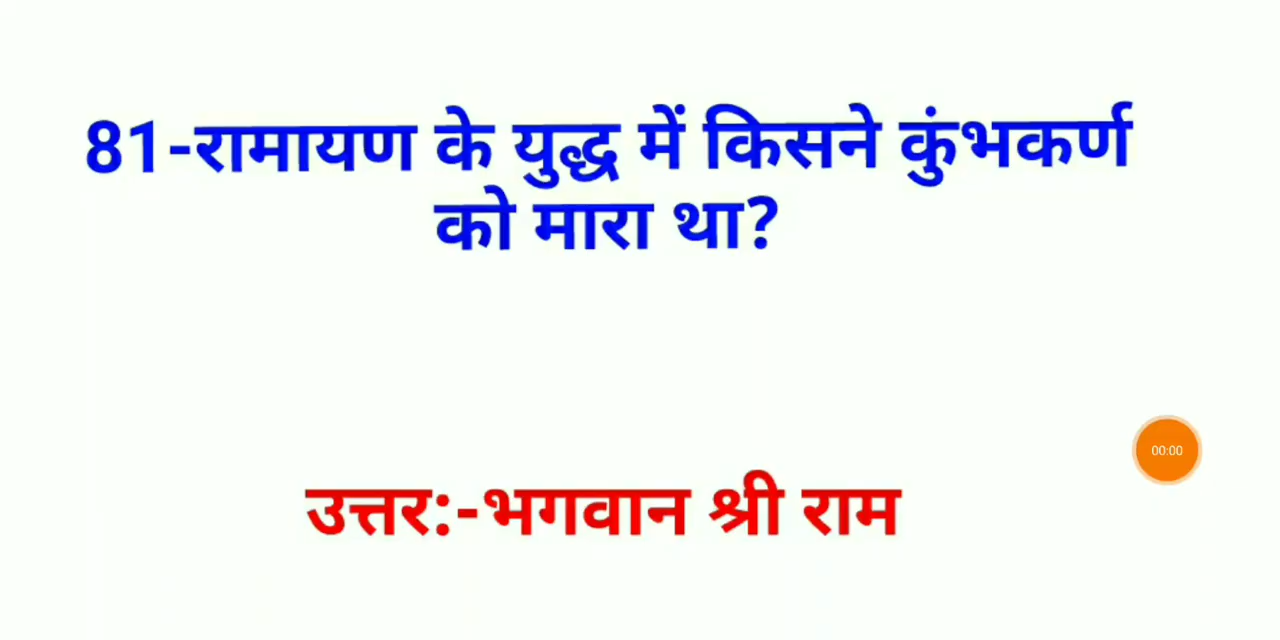 81-रामायण के युद्ध में किसने कुंभकर्ण
को मारा था?
00:00
उत्तर:-भगवान श्री राम